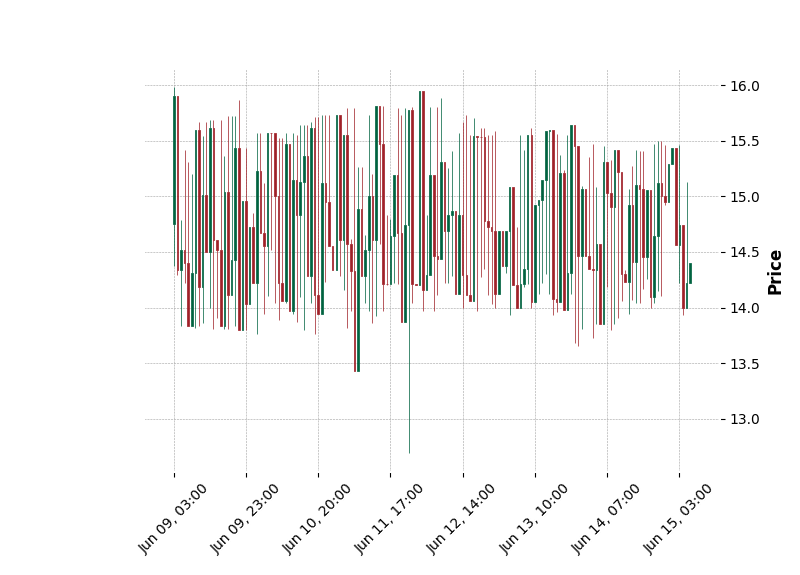 16.0
15.5
15.0
14.5
14.0
13.5
13.0
Price
Jun 09, 03:00
Jun 09, 23:00
Jun 10, 20:00
Jun 11, 17:00
Jun 12, 14:00
Jun 13, 10:00
Jun 14, 07:00
Jun 15, 03:00